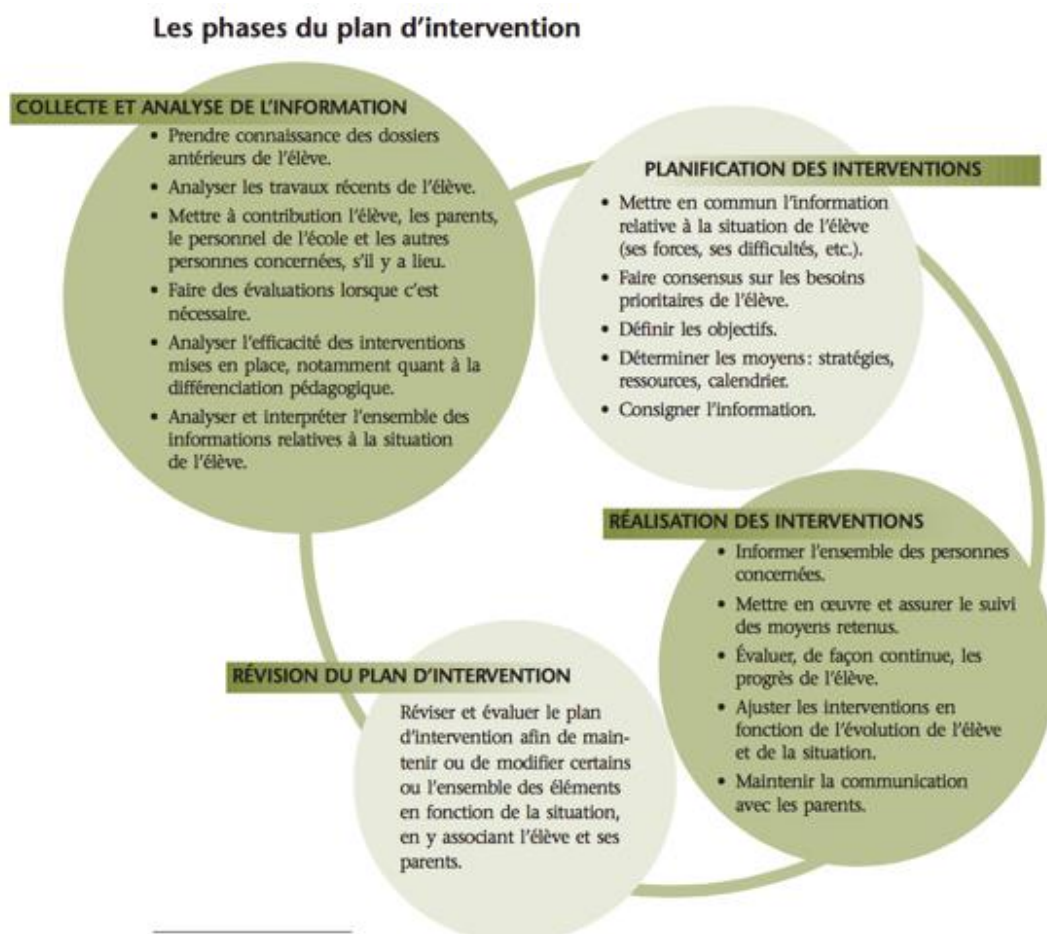 Les phases du plan d'intervention
COLLECTE ET ANALYSE DE L'INFORMATION
• Prendre connaissance des dossiers
antérieurs de l'élève.
• Analyser les travaux récents de l'élève.
• Mettre à contribution l'élève, les parents,
le personnel de l'école et les autres
personnes concernées, s'il y a lieu.
• Faire des évaluations lorsque c'est
nécessaire.
• Analyser l'efficacité des interventions
mises en place, notamment quant à la
différenciation pédagogique.
• Analyser et interpréter l'ensemble des
informations relatives à la situation
de l'élève.
PLANIFICATION DES INTERVENTIONS
• Mettre en commun l'information
relative à la situation de l'élève
(ses forces, ses difficultés, etc.).
• Faire consensus sur les besoins
prioritaires de l'élève.
• Définir les objectifs.
• Déterminer les moyens : stratégies,
ressources, calendrier.
• Consigner l'information.
RÉALISATION DES INTERVENTIONS
• Informer l'ensemble des personnes
concernées.
• Mettre en œuvre et assurer le suivi
des moyens retenus.
• Évaluer, de façon continue, les
progrès de l'élève.
• Ajuster les interventions en
fonction de l'évolution de l'élève
et de la situation.
• Maintenir la communication
avec les parents.
RÉVISION DU PLAN D'INTERVENTION
Réviser et évaluer le plan
d'intervention afin de main-
tenir ou de modifier certains
ou l'ensemble des éléments
en fonction de la situation,
en y associant l'élève et ses
parents.